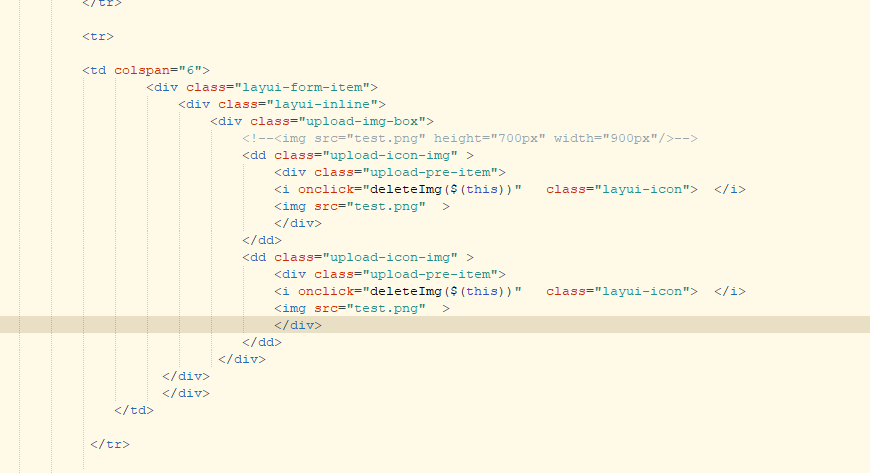 </tr>
<tr>
<td colspan="6">
<div class="layui-form-item">
<div class="layui-inline">
<div class="upload-img-box">
<!--<img src="test.png" height="700px" width="900px"/>-->
<dd class="upload-icon-img" >
<div class="upload-pre-item">
<i onclick="deleteImg($(this))"   class="layui-icon">  </i>
<img src="test.png"  >
</div>
</dd>
<dd class="upload-icon-img" >
<div class="upload-pre-item">
<i onclick="deleteImg($(this))"   class="layui-icon">  </i>
<img src="test.png"  >
</div>
</dd>
</div>
</div>
</div>
</td>
</tr>